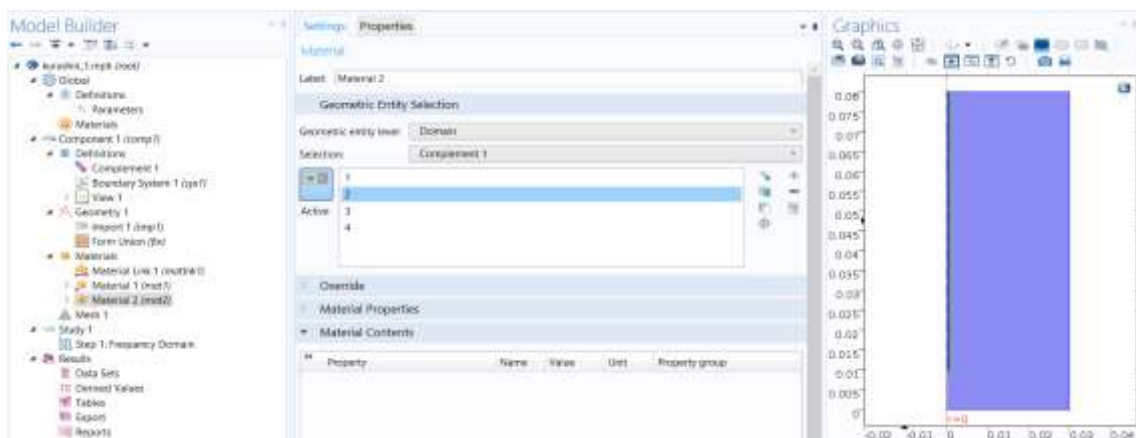 Model Builder
kurashin_1.mph (root)
Global
Definitions
Parameters
Materials
Component 1 (comp1)
Definitions
Complement 1
Boundary System 1 (sys1)
View 1
Geometry 1
Import 1 (imp1)
Form Union (fin)
Materials
Material Link 1 (matlnk1)
Material 1 (mat1)
Material 2 (mat2)
Mesh 1
Study 1
Step 1: Frequency Domain
Results
Data Sets
Derived Values
Tables
Export
Reports
Settings Properties
Material
Label: Material 2
Geometric Entity Selection
Geometric entity level: Domain
Selection: Complement 1
1
2
Active 3
4
Override
Material Properties
Material Contents
Property Name Value Unit Property group
Graphics
0.08
0.075
0.07
0.065
0.06
0.055
0.05
0.045
0.04
0.035
0.03
0.025
0.02
0.015
0.01
0.005
0
r=0
-0.02 -0.01 0 0.01 0.02 0.03 0.04